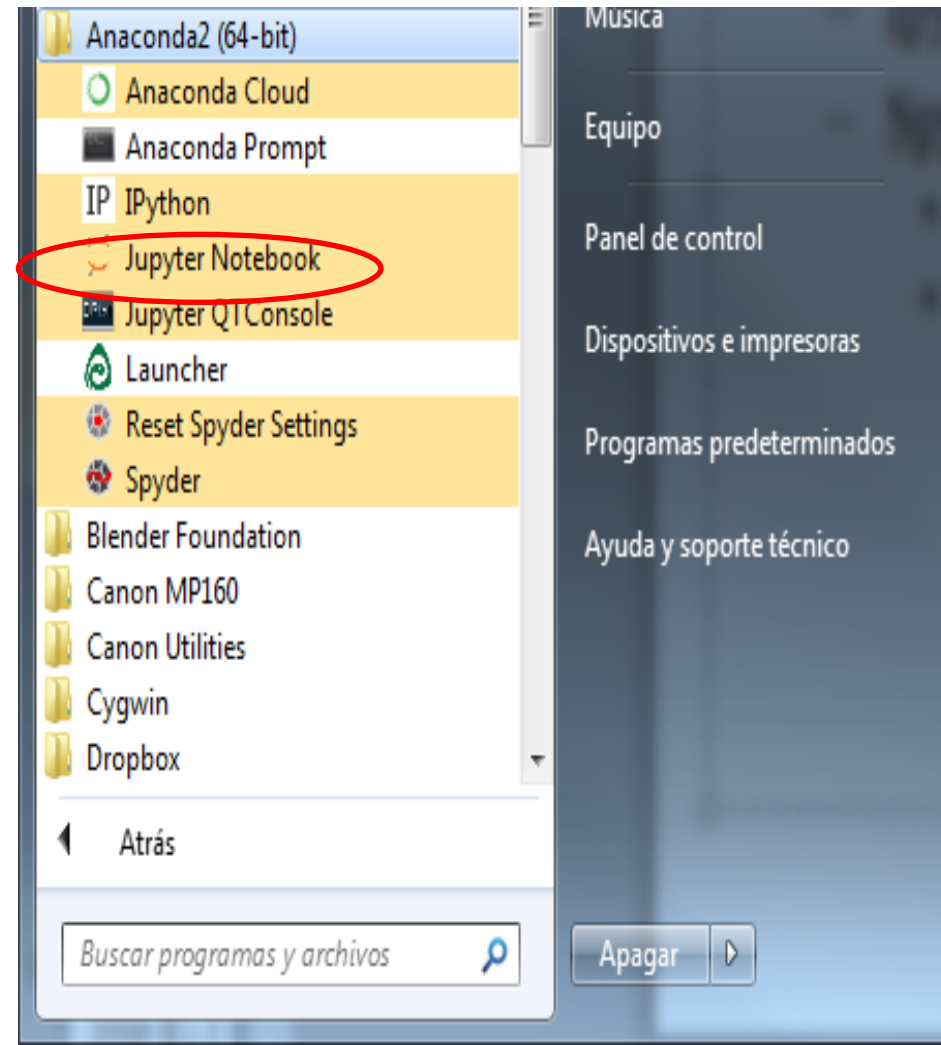 Anaconda2 (64-bit)
Anaconda Cloud
Anaconda Prompt
IP IPython
Jupyter Notebook
Jupyter QTConsole
Launcher
Reset Spyder Settings
Spyder
Blender Foundation
Canon MP160
Canon Utilities
Cygwin
Dropbox
Atrás
Buscar programas y archivos
Música
Equipo
Panel de control
Dispositivos e impresoras
Programas predeterminados
Ayuda y soporte técnico
Apagar